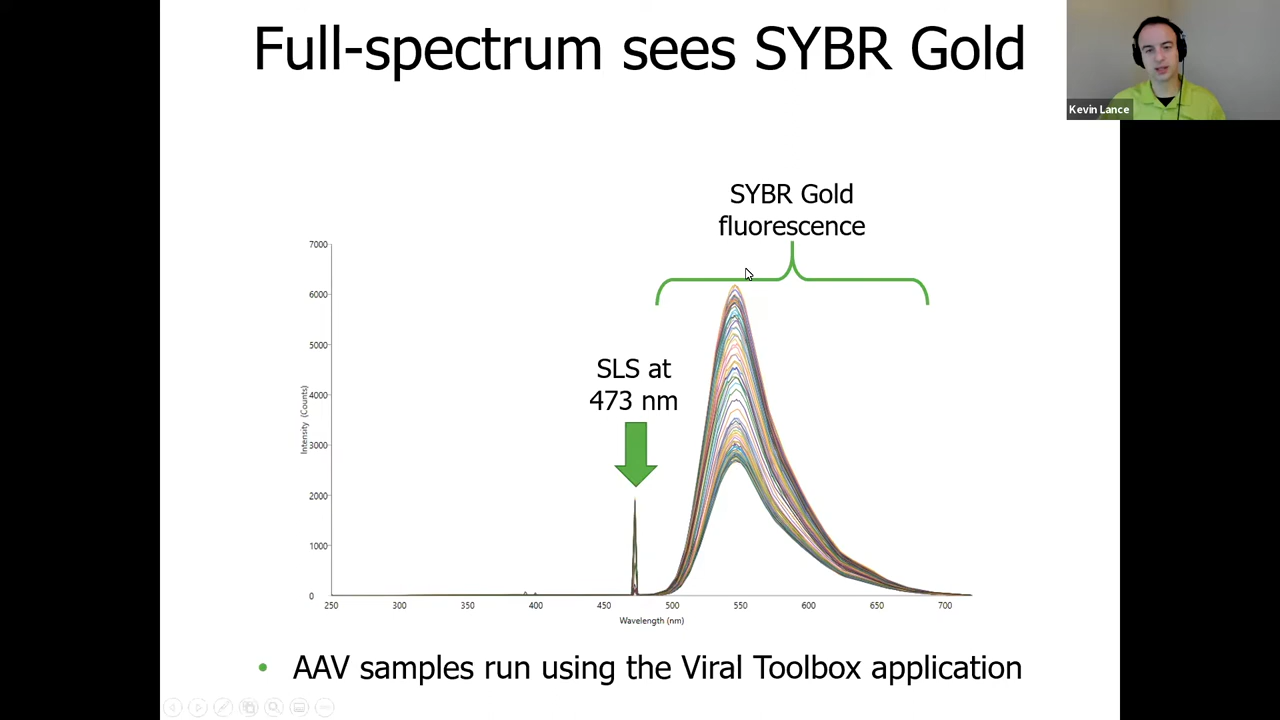 Full-spectrum sees SYBR Gold
Kevin Lance
SYBR Gold
fluorescence
SLS at
473 nm
7000
6000
5000
4000
3000
2000
1000
0
Intensity (Counts)
250 300 350 400 450 500 550 600 650 700
Wavelength (nm)
• AAV samples run using the Viral Toolbox application